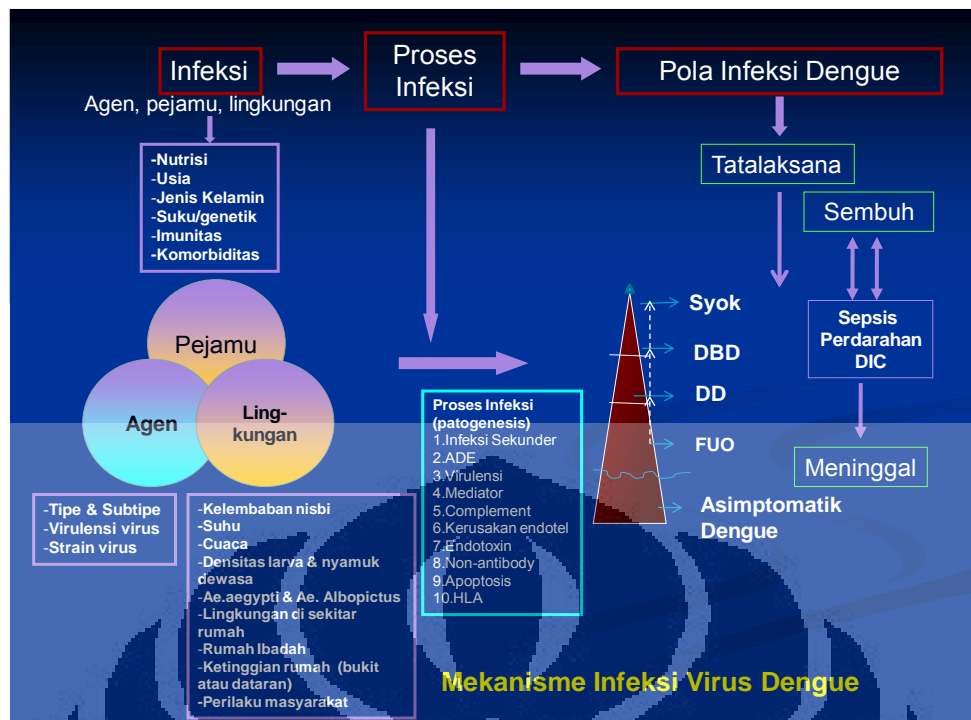 Infeksi
Agen, pejamu, lingkungan
Proses
Infeksi
Pola Infeksi Dengue
-Nutrisi
-Usia
-Jenis Kelamin
-Suku/genetik
-Imunitas
-Komorbiditas
Pejamu
Agen
Ling-
kungan
-Tipe & Subtipe
-Virulensi virus
-Strain virus
-Kelembaban nisbi
-Suhu
-Cuaca
-Densitas larva & nyamuk
dewasa
-Ae.aegypti & Ae. Albopictus
-Lingkungan di sekitar
rumah
-Rumah Ibadah
-Ketinggian rumah (bukit
atau dataran)
-Perilaku masyarakat
Proses Infeksi
(patogenesis)
1.Infeksi Sekunder
2.ADE
3.Virulensi
4.Mediator
5.Complement
6.Kerusakan endotel
7.Endotoxin
8.Non-antibody
9.Apoptosis
10.HLA
Tatalaksana
Syok
DBD
DD
FUO
Asimptomatik
Dengue
Sembuh
Sepsis
Perdarahan
DIC
Meninggal
Mekanisme Infeksi Virus Dengue